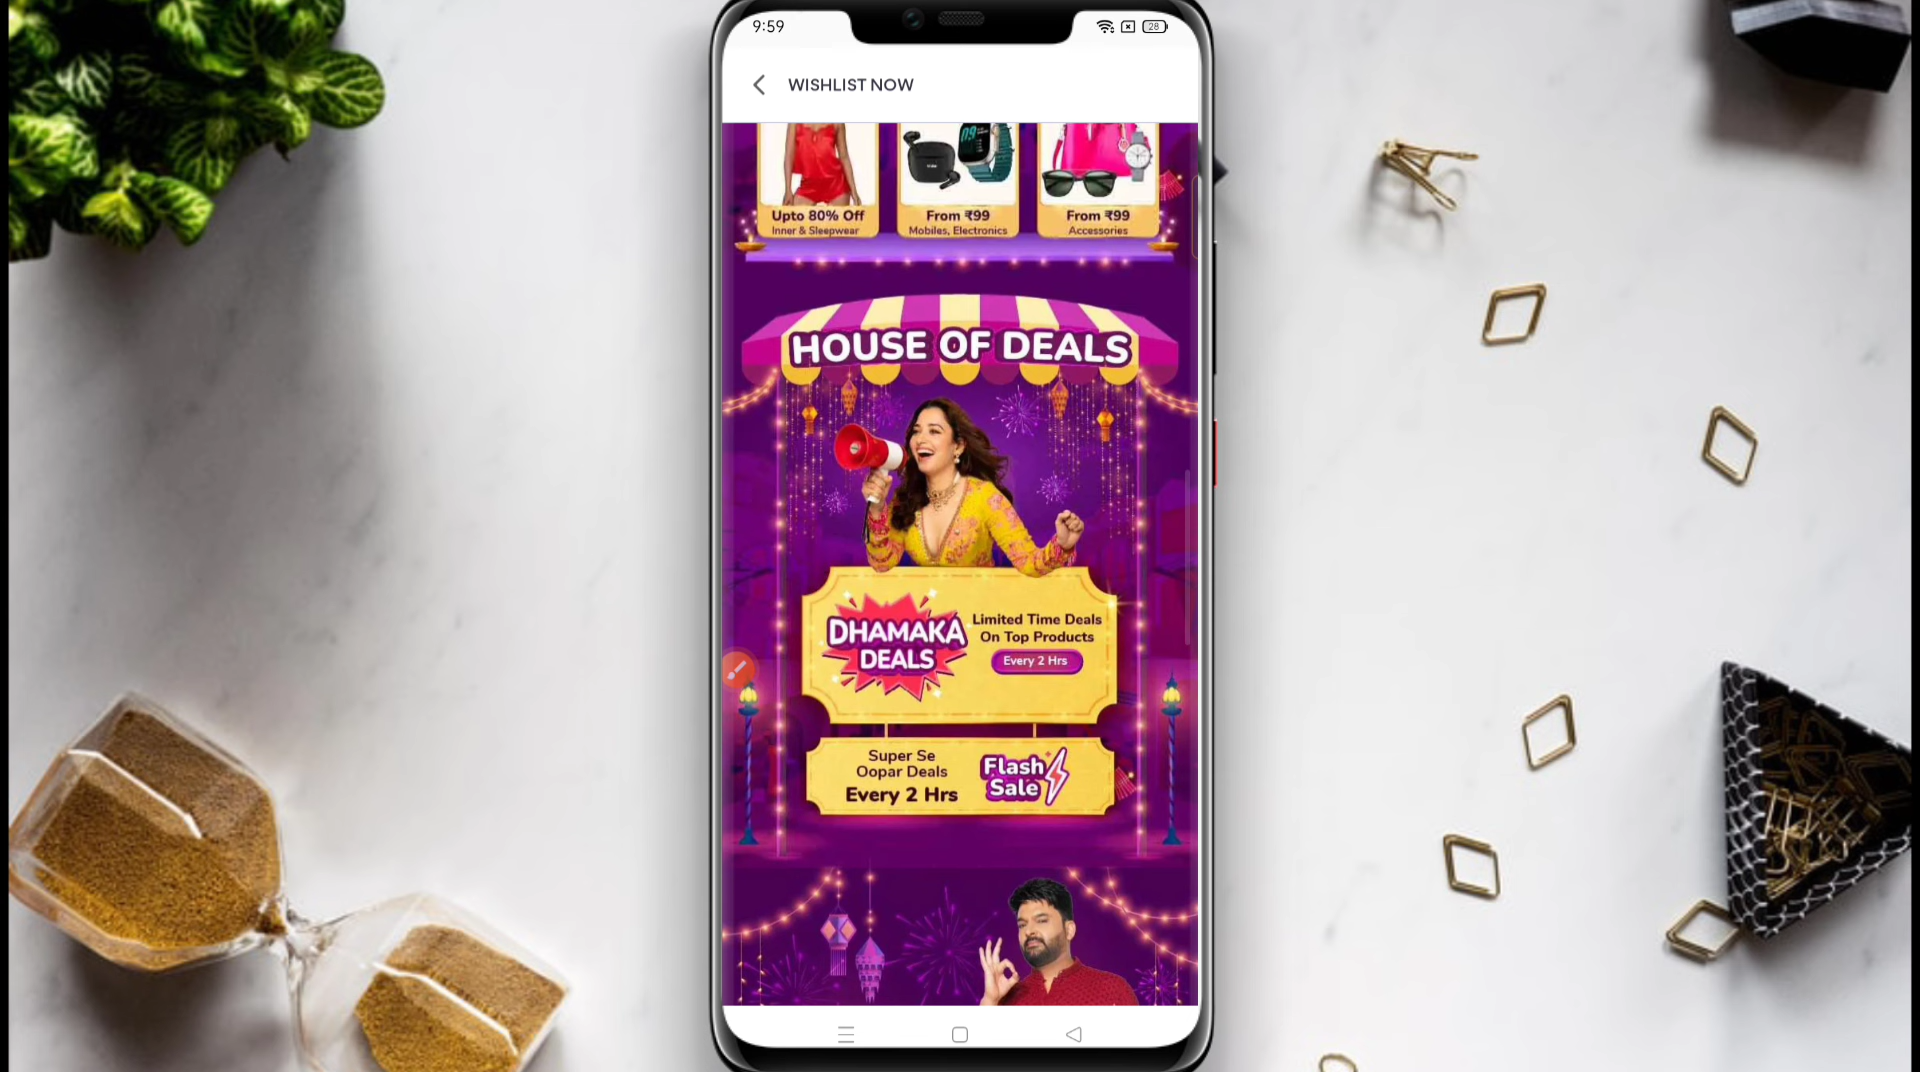 9:59
28
WISHLIST NOW
Upto 80% Off
Inner & Sleepwear
From ₹99
Mobiles, Electronics
From ₹99
Accessories
HOUSE OF DEALS
DHAMAKA
DEALS
Limited Time Deals
On Top Products
Every 2 Hrs
Super Se
Oopar Deals
Every 2 Hrs
Flash
Sale